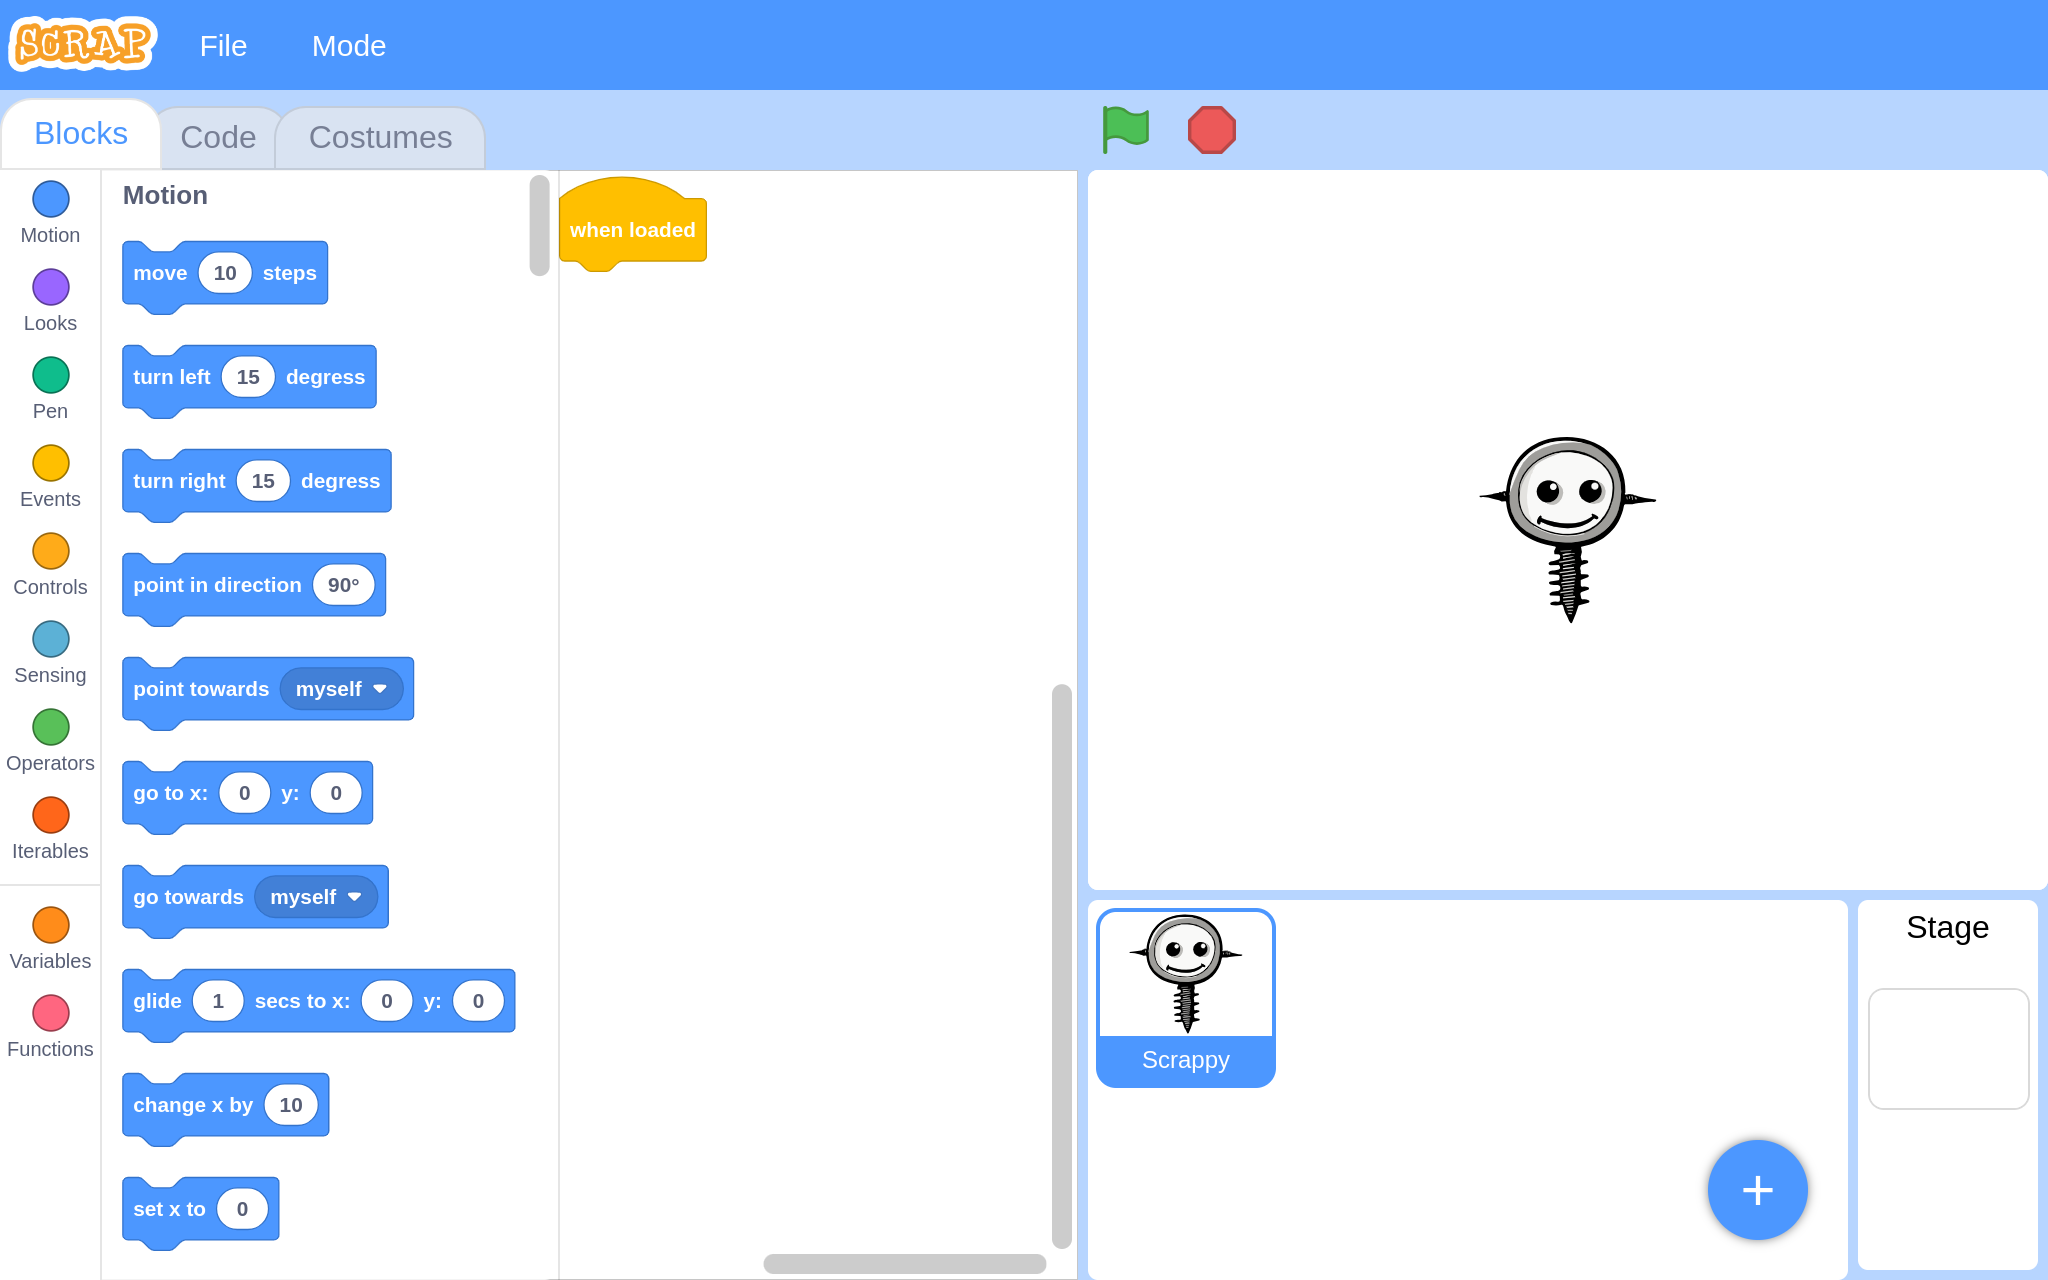 SCRAP File Mode
Blocks Code Costumes
Motion
Looks
Pen
Events
Controls
Sensing
Operators
Iterables
Variables
Functions
Motion
move 10 steps
turn left 15 degress
turn right 15 degress
point in direction 90°
point towards myself
go to x: 0 y: 0
go towards myself
glide 1 secs to x: 0 y: 0
change x by 10
set x to 0
when loaded
Scrappy
Stage